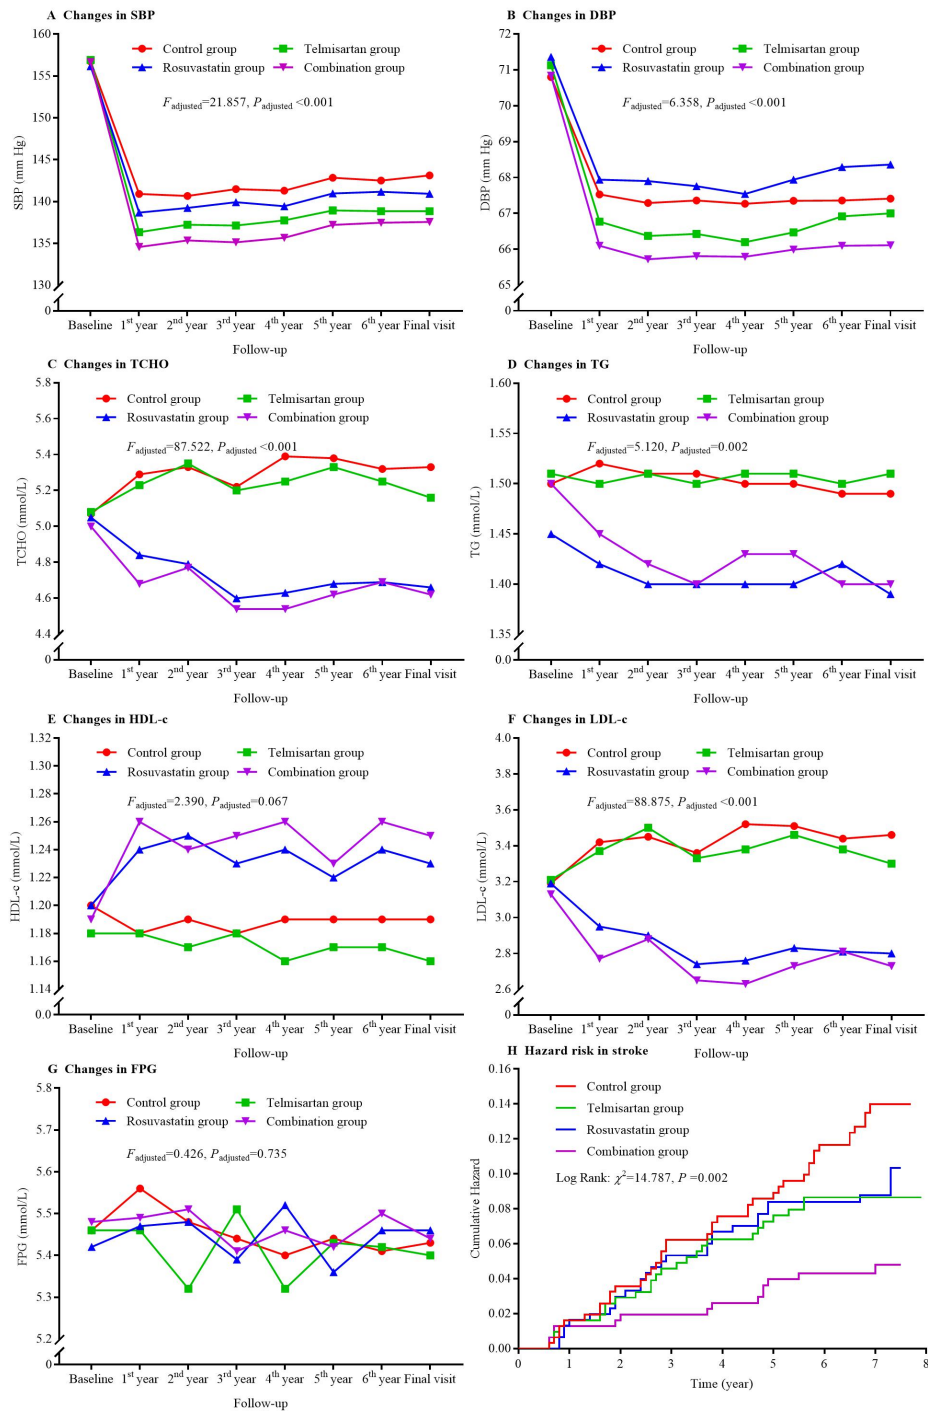 A Changes in SBP
160
155
150
145
140
135
130
0
SBP (mm Hg)
Control group
Telmisartan group
Rosuvastatin group
Combination group
Fadjusted=21.857, Padjusted <0.001
Baseline 1st year 2nd year 3rd year 4th year 5th year 6th year Final visit
Follow-up
B Changes in DBP
72
71
70
69
68
67
66
65
0
DBP (mm Hg)
Control group
Telmisartan group
Rosuvastatin group
Combination group
Fadjusted=6.358, Padjusted <0.001
Baseline 1st year 2nd year 3rd year 4th year 5th year 6th year Final visit
Follow-up
C Changes in TCHO
5.8
5.6
5.4
5.2
5.0
4.8
4.6
4.4
0
TCHO (mmol/L)
Control group
Telmisartan group
Rosuvastatin group
Combination group
Fadjusted=87.522, Padjusted <0.001
Baseline 1st year 2nd year 3rd year 4th year 5th year 6th year Final visit
Follow-up
D Changes in TG
1.60
1.55
1.50
1.45
1.40
1.35
0.0
TG (mmol/L)
Control group
Telmisartan group
Rosuvastatin group
Combination group
Fadjusted=5.120, Padjusted=0.002
Baseline 1st year 2nd year 3rd year 4th year 5th year 6th year Final visit
Follow-up
E Changes in HDL-c
1.32
1.30
1.28
1.26
1.24
1.22
1.20
1.18
1.16
1.14
0.0
HDL-c (mmol/L)
Control group
Telmisartan group
Rosuvastatin group
Combination group
Fadjusted=2.390, Padjusted=0.067
Baseline 1st year 2nd year 3rd year 4th year 5th year 6th year Final visit
Follow-up
F Changes in LDL-c
4.0
3.8
3.6
3.4
3.2
3.0
2.8
2.6
0
LDL-c (mmol/L)
Control group
Telmisartan group
Rosuvastatin group
Combination group
Fadjusted=88.875, Padjusted <0.001
Baseline 1st year 2nd year 3rd year 4th year 5th year 6th year Final visit
Follow-up
G Changes in FPG
5.8
5.7
5.6
5.5
5.4
5.3
5.2
0
FPG (mmol/L)
Control group
Telmisartan group
Rosuvastatin group
Combination group
Fadjusted=0.426, Padjusted=0.735
Baseline 1st year 2nd year 3rd year 4th year 5th year 6th year Final visit
Follow-up
H Hazard risk in stroke
0.16
0.14
0.12
0.10
0.08
0.06
0.04
0.02
0.00
Cumulative Hazard
Control group
Telmisartan group
Rosuvastatin group
Combination group
Log Rank: χ2=14.787, P =0.002
0 1 2 3 4 5 6 7 8
Time (year)